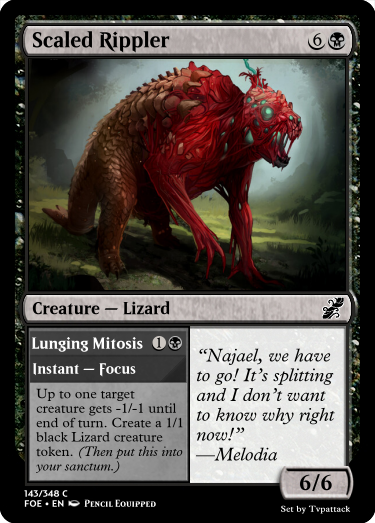 Scaled Rippler 6
Creature — Lizard
Lunging Mitosis 1
Instant — Focus
Up to one target
creature gets -1/-1 until
end of turn. Create a 1/1
black Lizard creature
token. (Then put this into
your sanctum.)
“Najael, we have
to go! It's splitting
and I don't want
to know why right
now!”
—Melodia
6/6
143/348 C
FOE • EN Pencil Equipped
Set by Tvpattack